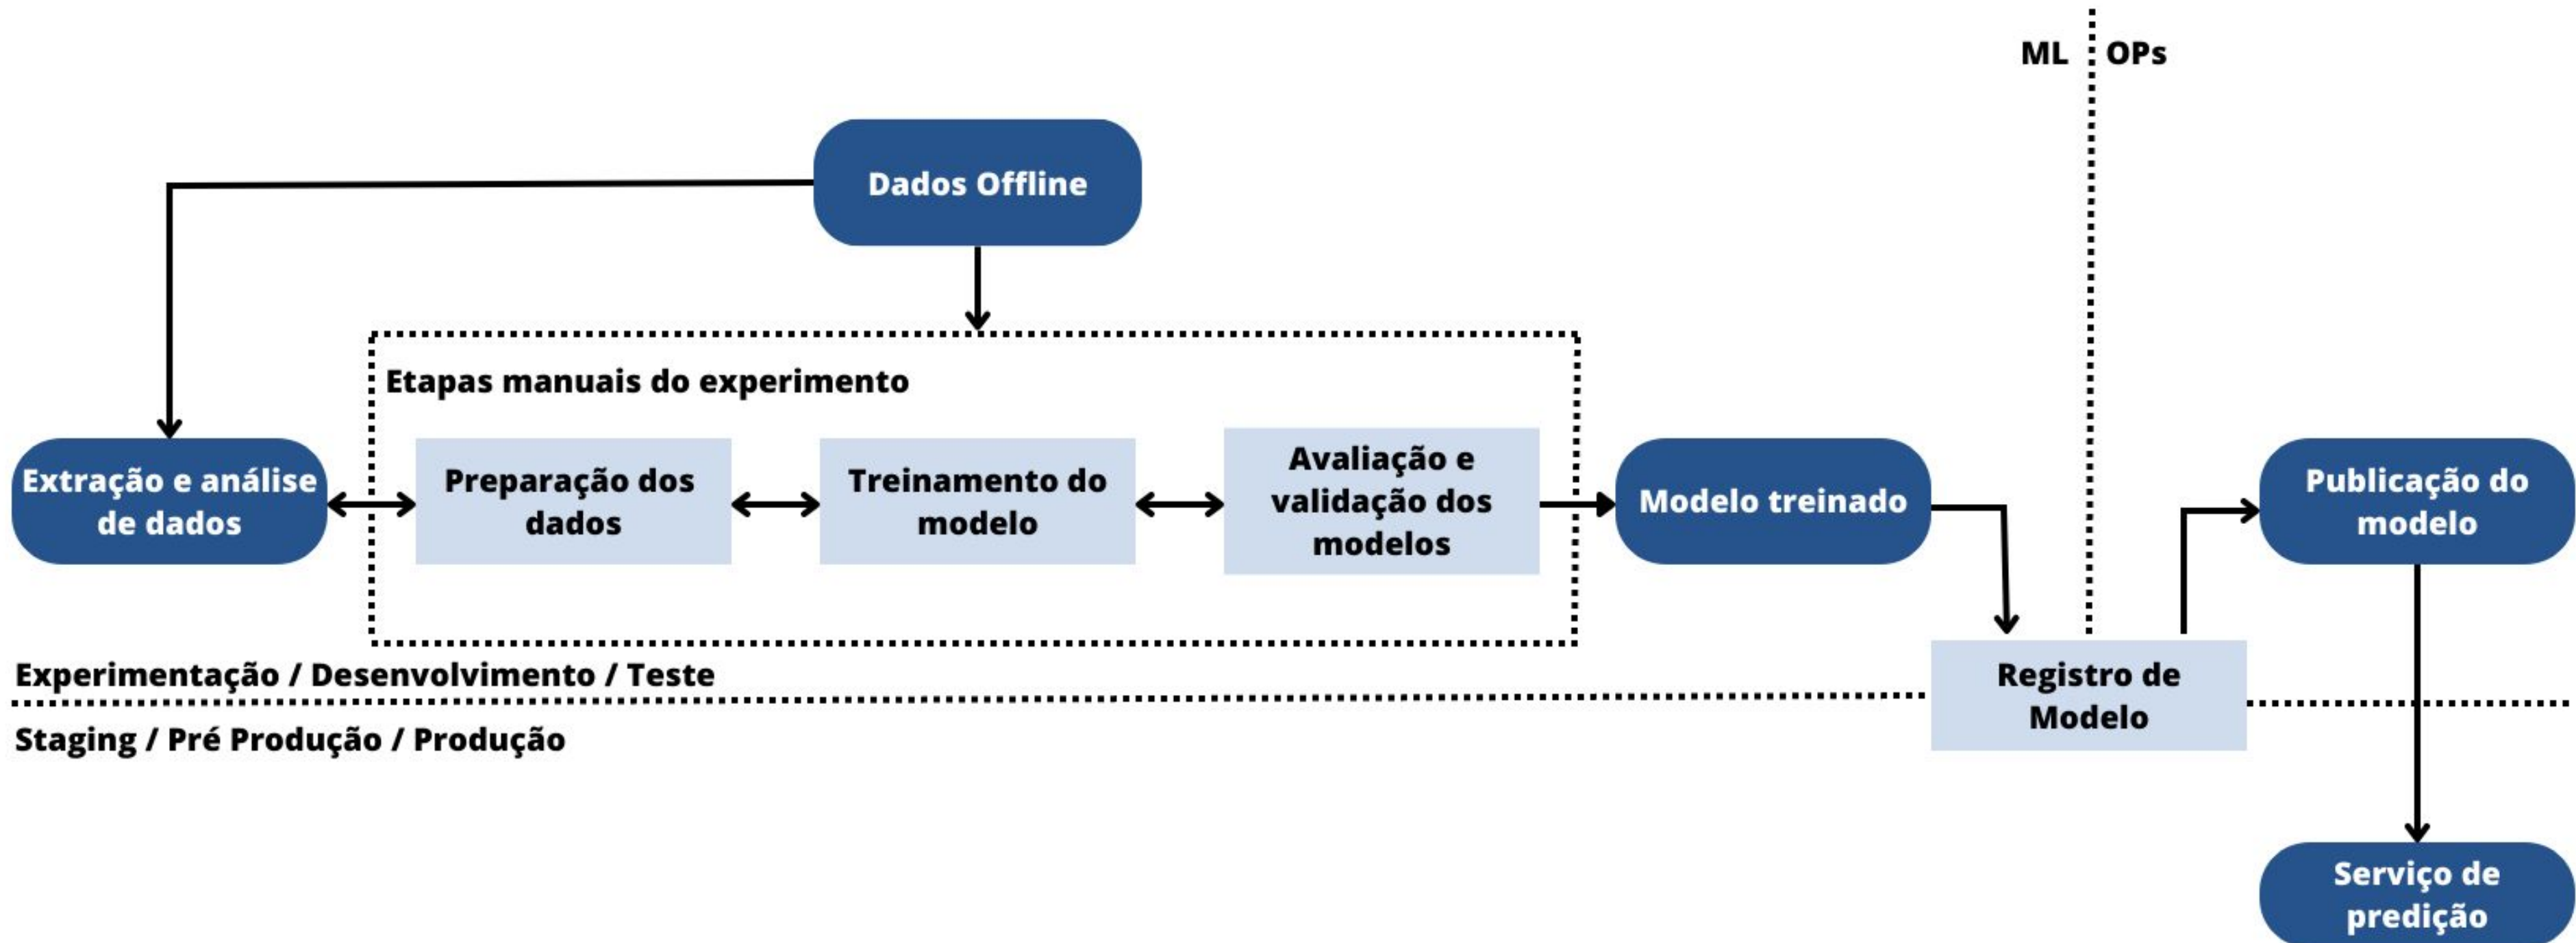 ML
OPs
Dados Offline
Etapas manuais do experimento
Extração e análise
de dados
Preparação dos
dados
Treinamento do
modelo
Avaliação e
validação dos
modelos
Modelo treinado
Publicação do
modelo
Experimentação / Desenvolvimento / Teste
Registro de
Modelo
Staging / Pré Produção / Produção
Serviço de
predição